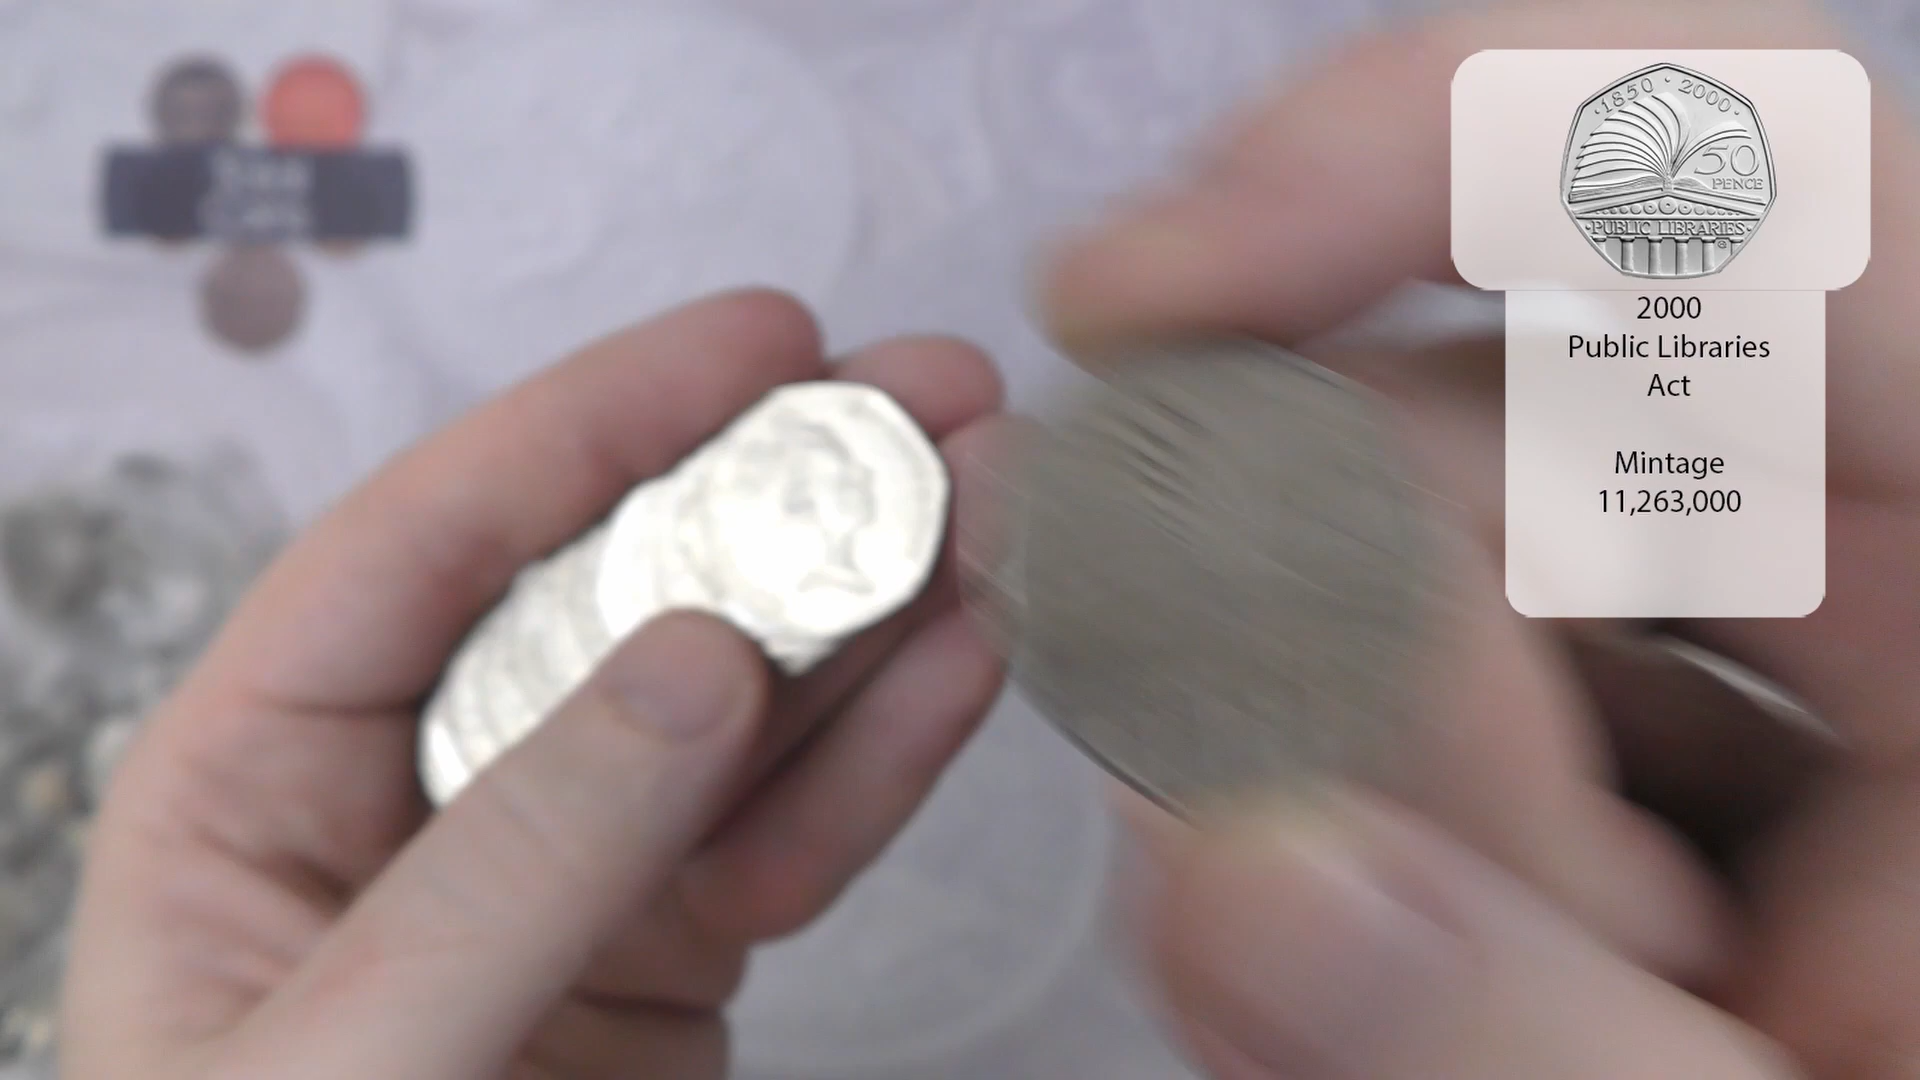 ·1850 · 2000·
50
PENCE
·PUBLIC LIBRARIES·
2000
Public Libraries
Act
Mintage
11,263,000